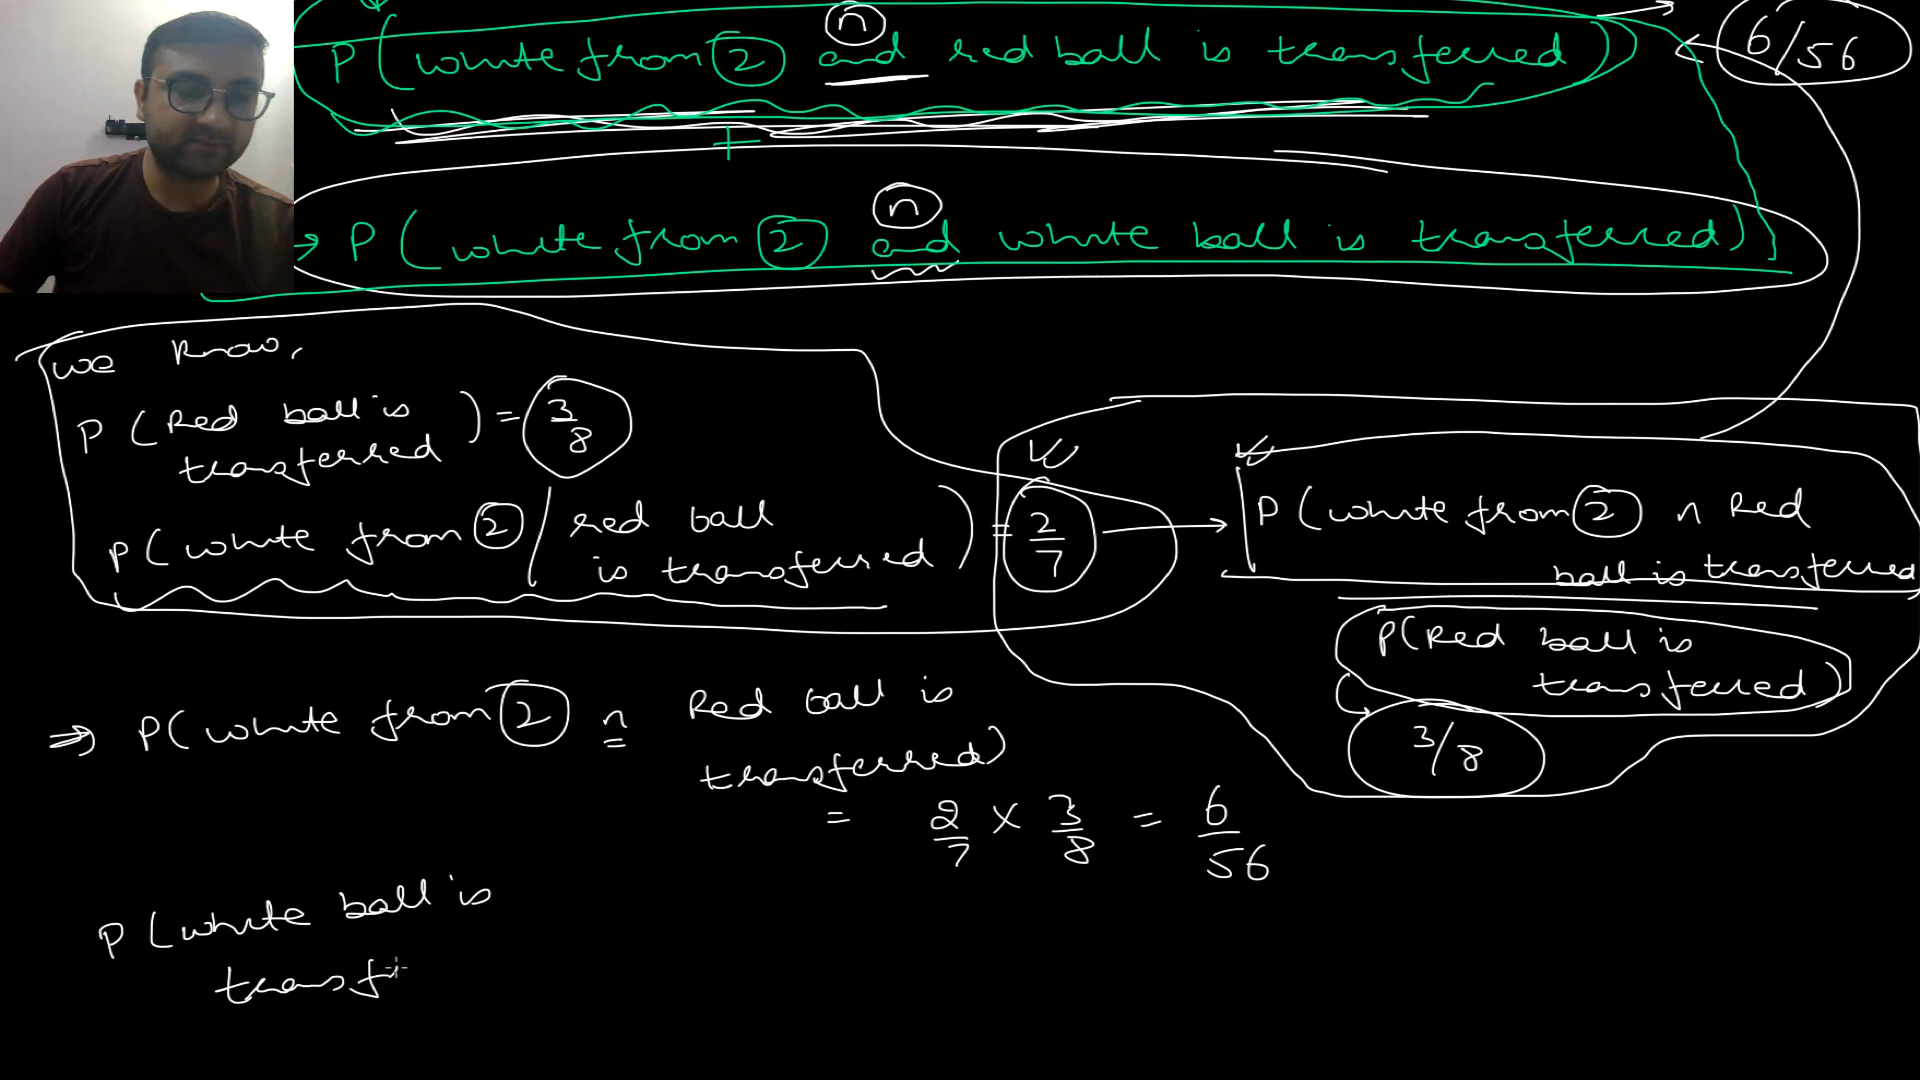 n
P (white from 2 and red ball is transferred)
6/56
+
n
→ P (white from 2 and white ball is transferred)]
we know,
P (Red ball is transferred) = 3/8
P (white from 2 / red ball is transferred) = 2/7
→ P (white from 2 n Red ball is transferred
P(Red ball is transferred)
3/8
⇒ P( white from 2 n Red ball is transferred)
= 2/7 × 3/8 = 6/56
P (white ball is
transf